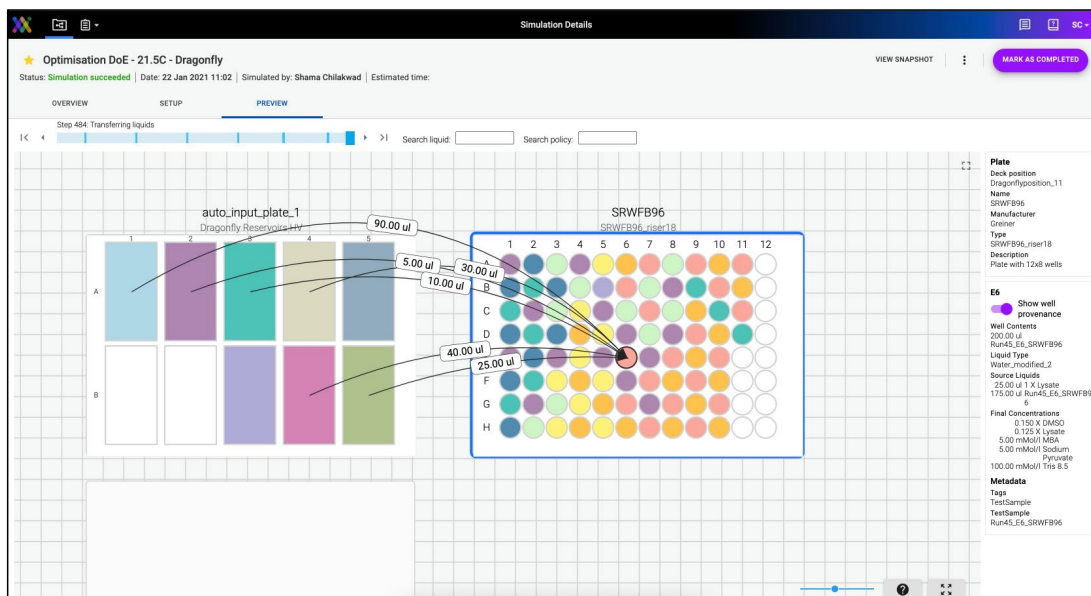 Simulation Details
SC
Optimisation DoE - 21.5C - Dragonfly
VIEW SNAPSHOT
MARK AS COMPLETED
Status: Simulation succeeded | Date: 22 Jan 2021 11:02 | Simulated by: Shama Chilakwad | Estimated time:
OVERVIEW SETUP PREVIEW
Step 484: Transferring liquids
Search liquid: Search policy:
auto_input_plate_1
Dragonfly Reservoirs HV
1 2 3 4 5
A
B
90.00 ul
5.00 ul
30.00 ul
10.00 ul
40.00 ul
25.00 ul
SRWFB96
SRWFB96_riser18
1 2 3 4 5 6 7 8 9 10 11 12
B
C
D
F
G
H
Plate
Deck position
Dragonflyposition_11
Name
SRWFB96
Manufacturer
Greiner
Type
SRWFB96_riser18
Description
Plate with 12x8 wells
E6
Show well
provenance
Well Contents
200.00 ul
Run45_E6_SRWFB96
Liquid Type
Water_modified_2
Source Liquids
25.00 ul 1 X Lysate
175.00 ul Run45_E6_SRWFB9
6
Final Concentrations
0.150 X DMSO
0.125 X Lysate
5.00 mMol/l MBA
5.00 mMol/l Sodium
Pyruvate
100.00 mMol/l Tris 8.5
Metadata
Tags
TestSample
TestSample
Run45_E6_SRWFB96